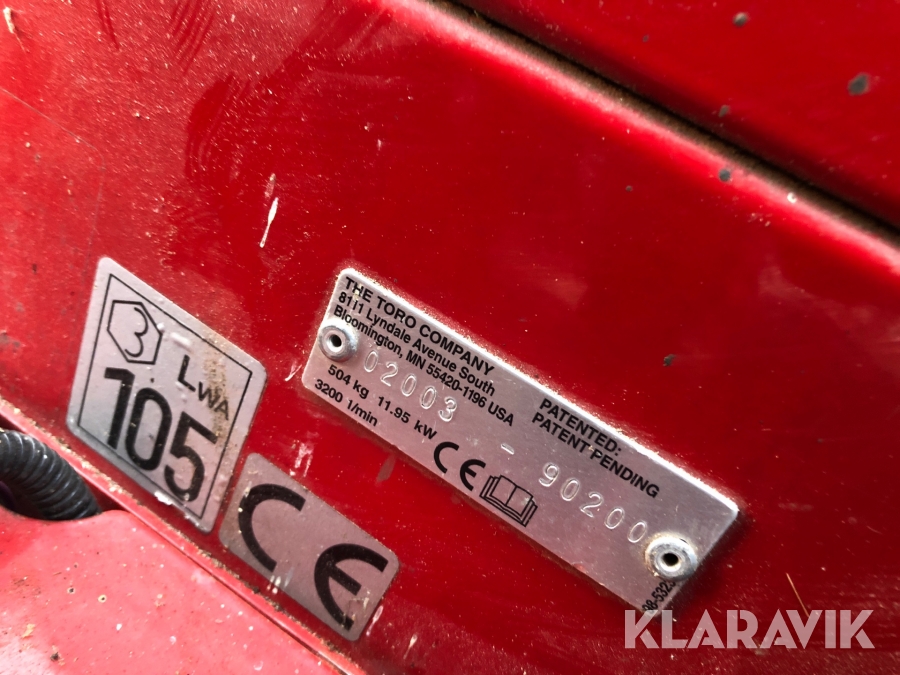 3
LWA
105
CE
THE TORO COMPANY
8111 Lyndale Avenue South
Bloomington, MN 55420-1196 USA
02003 - 90200
504 kg 11.95 kW
3200 1/min
CE
PATENTED:
PATENT PENDING
KLARAVIK